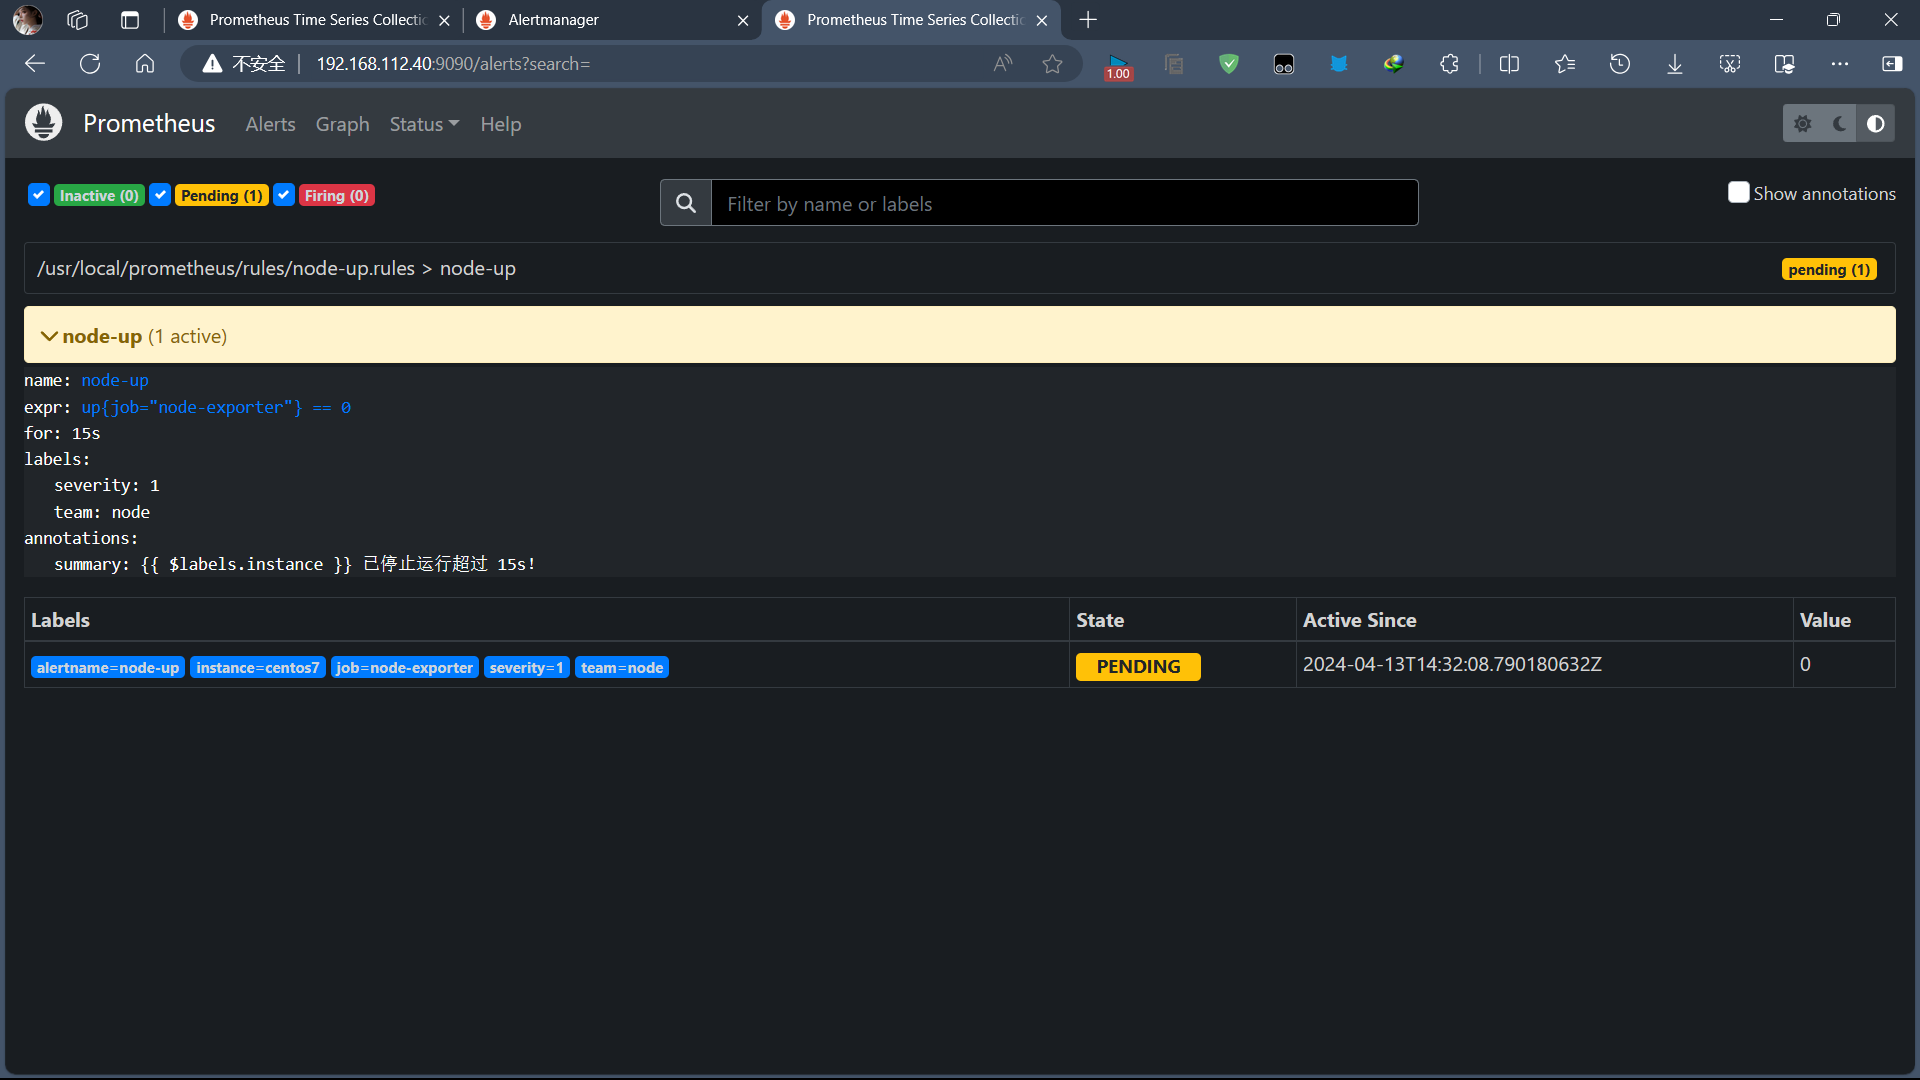 Prometheus Time Series Collectic
Alertmanager
Prometheus Time Series Collectic
不安全 192.168.112.40:9090/alerts?search=
1.00
Prometheus Alerts Graph Status Help
Inactive (0) Pending (1) Firing (0)
Filter by name or labels
Show annotations
/usr/local/prometheus/rules/node-up.rules > node-up
pending (1)
node-up (1 active)
name: node-up
expr: up{job="node-exporter"} == 0
for: 15s
labels:
severity: 1
team: node
annotations:
summary: {{ $labels.instance }} 已停止运行超过 15s!
Labels State Active Since Value
alertname=node-up instance=centos7 job=node-exporter severity=1 team=node PENDING 2024-04-13T14:32:08.790180632Z 0